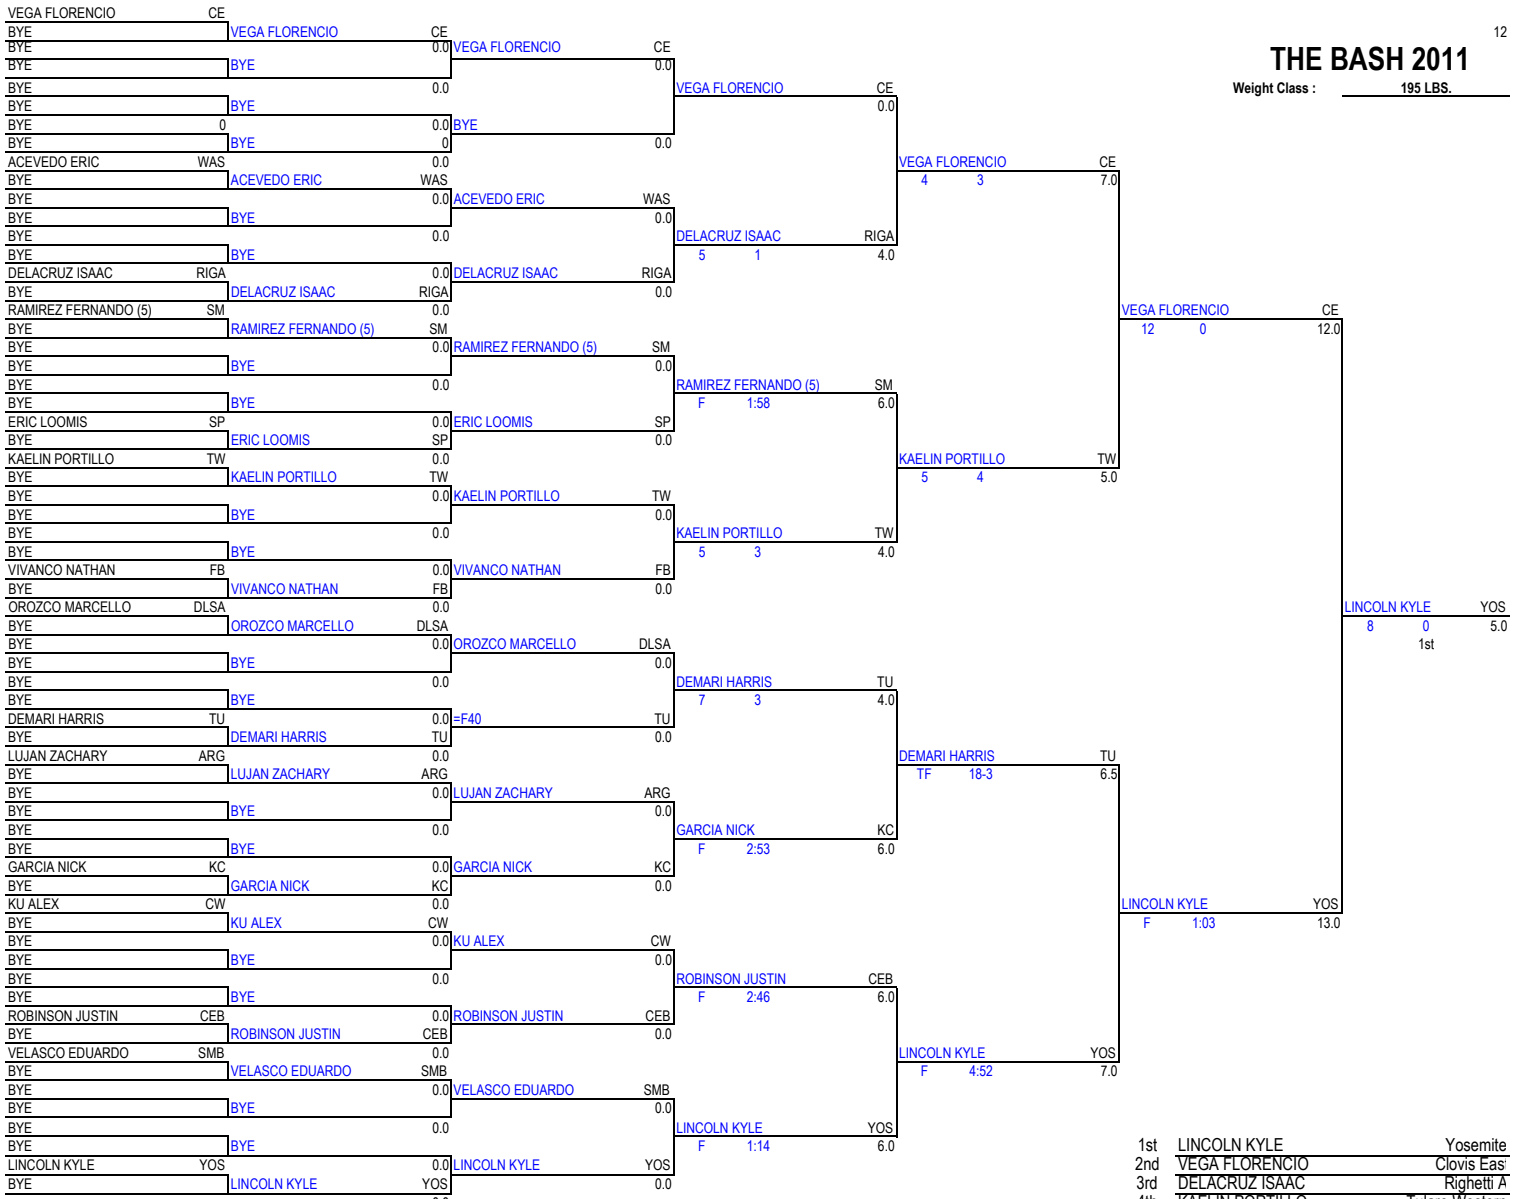 VEGA FLORENCIO CE
BYE VEGA FLORENCIO CE 12
BYE 0.0 VEGA FLORENCIO CE
THE BASH 2011
BYE BYE 0.0
BYE 0.0 VEGA FLORENCIO CE Weight Class : 195 LBS.
BYE BYE 0.0
BYE 0 0.0 BYE
BYE BYE 0 0.0
ACEVEDO ERIC WAS 0.0 VEGA FLORENCIO CE
BYE ACEVEDO ERIC WAS 4 3 7.0
BYE 0.0 ACEVEDO ERIC WAS
BYE BYE 0.0
BYE 0.0 DELACRUZ ISAAC RIGA
BYE BYE 5 1 4.0
DELACRUZ ISAAC RIGA 0.0 DELACRUZ ISAAC RIGA
BYE DELACRUZ ISAAC RIGA 0.0
RAMIREZ FERNANDO (5) SM 0.0 VEGA FLORENCIO CE
BYE RAMIREZ FERNANDO (5) SM 12 0 12.0
BYE 0.0 RAMIREZ FERNANDO (5) SM
BYE BYE 0.0
BYE 0.0 RAMIREZ FERNANDO (5) SM
BYE BYE F 1:58 6.0
ERIC LOOMIS SP 0.0 ERIC LOOMIS SP
BYE ERIC LOOMIS SP 0.0
KAELIN PORTILLO TW 0.0 KAELIN PORTILLO TW
BYE KAELIN PORTILLO TW 5 4 5.0
BYE 0.0 KAELIN PORTILLO TW
BYE BYE 0.0
BYE 0.0 KAELIN PORTILLO TW
BYE BYE 5 3 4.0
VIVANCO NATHAN FB 0.0 VIVANCO NATHAN FB
BYE VIVANCO NATHAN FB 0.0
OROZCO MARCELLO DLSA 0.0 LINCOLN KYLE YOS
BYE OROZCO MARCELLO DLSA 8 0 5.0
BYE 0.0 OROZCO MARCELLO DLSA 1st
BYE BYE 0.0
BYE 0.0 DEMARI HARRIS TU
BYE BYE 7 3 4.0
DEMARI HARRIS TU 0.0 =F40 TU
BYE DEMARI HARRIS TU 0.0
LUJAN ZACHARY ARG 0.0 DEMARI HARRIS TU
BYE LUJAN ZACHARY ARG TF 18-3 6.5
BYE 0.0 LUJAN ZACHARY ARG
BYE BYE 0.0
BYE 0.0 GARCIA NICK KC
BYE BYE F 2:53 6.0
GARCIA NICK KC 0.0 GARCIA NICK KC
BYE GARCIA NICK KC 0.0
KU ALEX CW 0.0 LINCOLN KYLE YOS
BYE KU ALEX CW F 1:03 13.0
BYE 0.0 KU ALEX CW
BYE BYE 0.0
BYE 0.0 ROBINSON JUSTIN CEB
BYE BYE F 2:46 6.0
ROBINSON JUSTIN CEB 0.0 ROBINSON JUSTIN CEB
BYE ROBINSON JUSTIN CEB 0.0
VELASCO EDUARDO SMB 0.0 LINCOLN KYLE YOS
BYE VELASCO EDUARDO SMB F 4:52 7.0
BYE 0.0 VELASCO EDUARDO SMB
BYE BYE 0.0
BYE 0.0 LINCOLN KYLE YOS
BYE BYE F 1:14 6.0 1st LINCOLN KYLE Yosemite
LINCOLN KYLE YOS 0.0 LINCOLN KYLE YOS 2nd VEGA FLORENCIO Clovis Eas
BYE LINCOLN KYLE YOS 0.0 3rd DELACRUZ ISAAC Righetti A
4th KAELIN PORTILLO Tulare Western